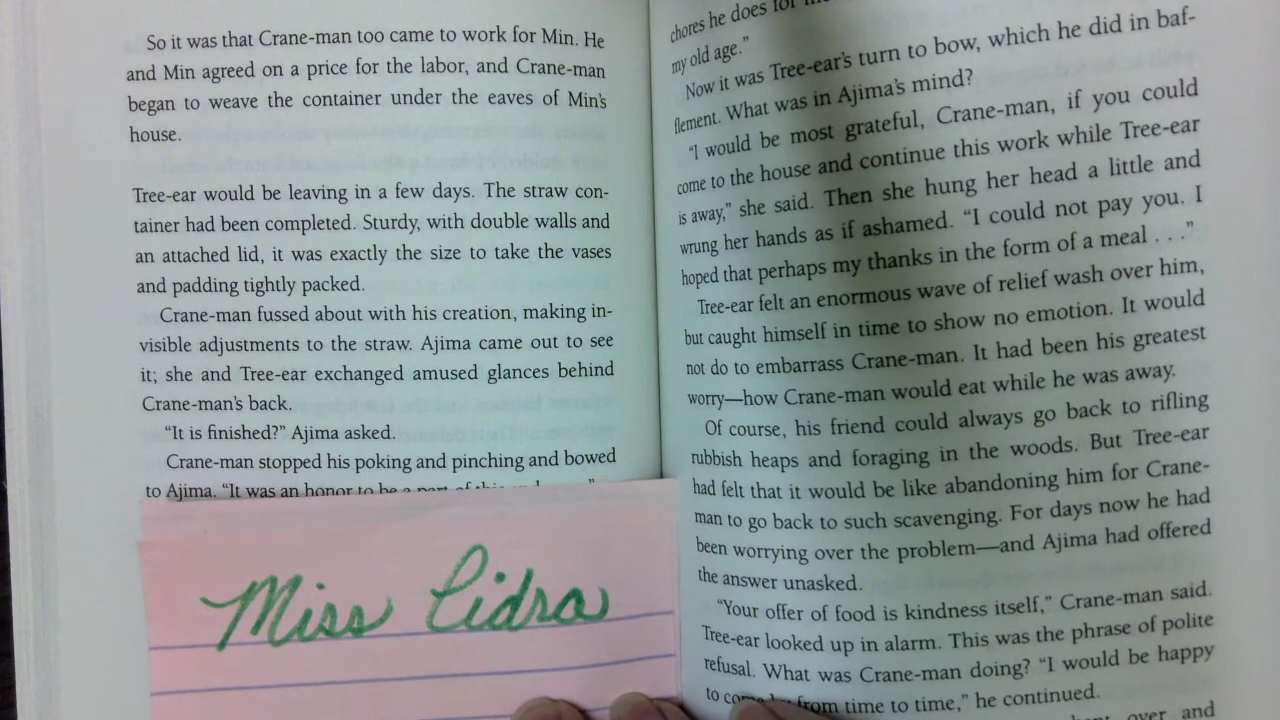 So it was that Crane-man too came to work for Min. He
and Min agreed on a price for the labor, and Crane-man
began to weave the container under the eaves of Min's
house.
Tree-ear would be leaving in a few days. The straw con-
tainer had been completed. Sturdy, with double walls and
an attached lid, it was exactly the size to take the vases
and padding tightly packed.
Crane-man fussed about with his creation, making in-
visible adjustments to the straw. Ajima came out to see
it; she and Tree-ear exchanged amused glances behind
Crane-man's back.
"It is finished?" Ajima asked.
Crane-man stopped his poking and pinching and bowed
to Ajima. "It was an honor to be a part of this
Miss Lidra
chores he does for
my old age."
Now it was Tree-ear's turn to bow, which he did in baf-
flement. What was in Ajima's mind?
"I would be most grateful, Crane-man, if you could
come to the house and continue this work while Tree-ear
is away," she said. Then she hung her head a little and
wrung her hands as if ashamed. "I could not pay you. I
hoped that perhaps my thanks in the form of a meal . . ."
Tree-ear felt an enormous wave of relief wash over him,
but caught himself in time to show no emotion. It would
not do to embarrass Crane-man. It had been his greatest
worry—how Crane-man would eat while he was away.
Of course, his friend could always go back to rifling
rubbish heaps and foraging in the woods. But Tree-ear
had felt that it would be like abandoning him for Crane-
man to go back to such scavenging. For days now he had
been worrying over the problem—and Ajima had offered
the answer unasked.
"Your offer of food is kindness itself," Crane-man said.
Tree-ear looked up in alarm. This was the phrase of polite
refusal. What was Crane-man doing? "I would be happy
to come by from time to time," he continued.
over and